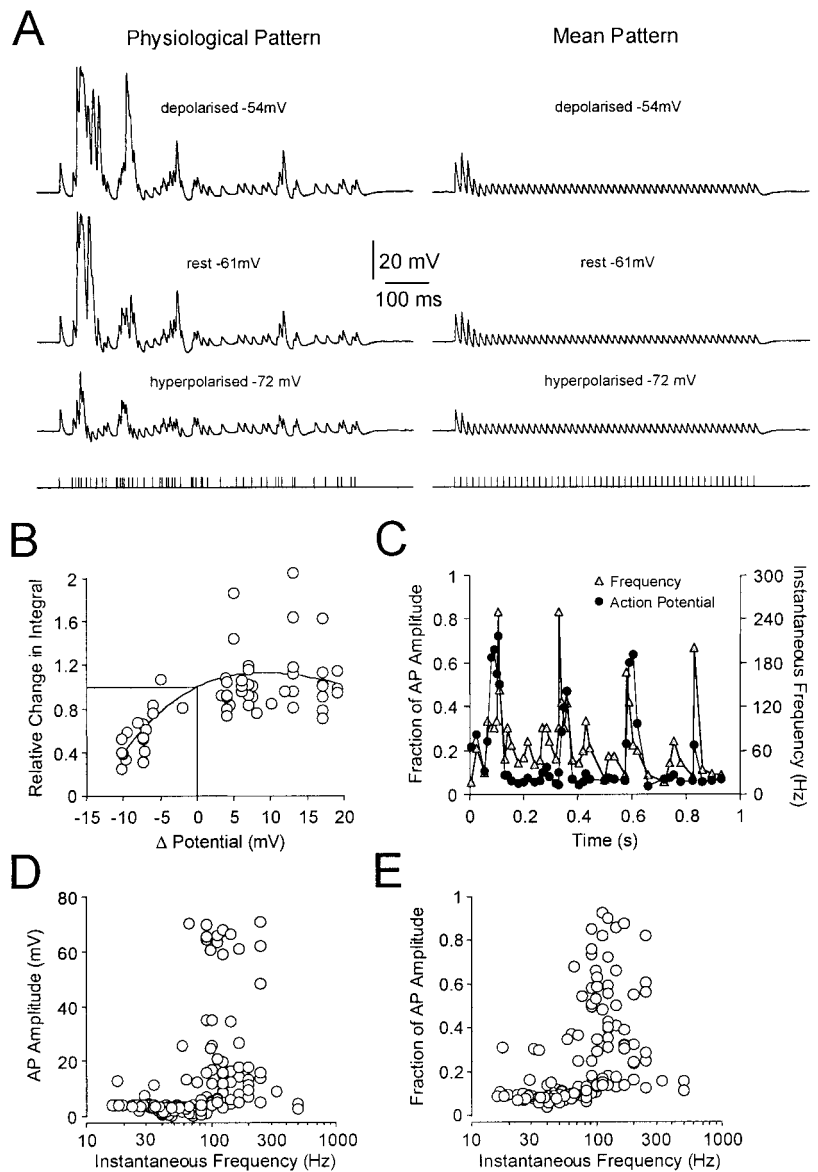 A
Physiological Pattern
Mean Pattern
depolarised -54mV
depolarised -54mV
rest -61mV
20 mV
100 ms
rest -61mV
hyperpolarised -72 mV
hyperpolarised -72 mV
B
Relative Change in Integral
2
1.6
1.2
0.8
0.4
0
-15 -10 -5 0 5 10 15 20
Δ Potential (mV)
C
Fraction of AP Amplitude
1
0.8
0.6
0.4
0.2
0
Frequency
Action Potential
300
240
180
120
60
0
Instantaneous Frequency (Hz)
0 0.2 0.4 0.6 0.8 1
Time (s)
D
AP Amplitude (mV)
80
60
40
20
0
10 30 100 300 1000
Instantaneous Frequency (Hz)
E
Fraction of AP Amplitude
1
0.8
0.6
0.4
0.2
0
10 30 100 300 1000
Instantaneous Frequency (Hz)